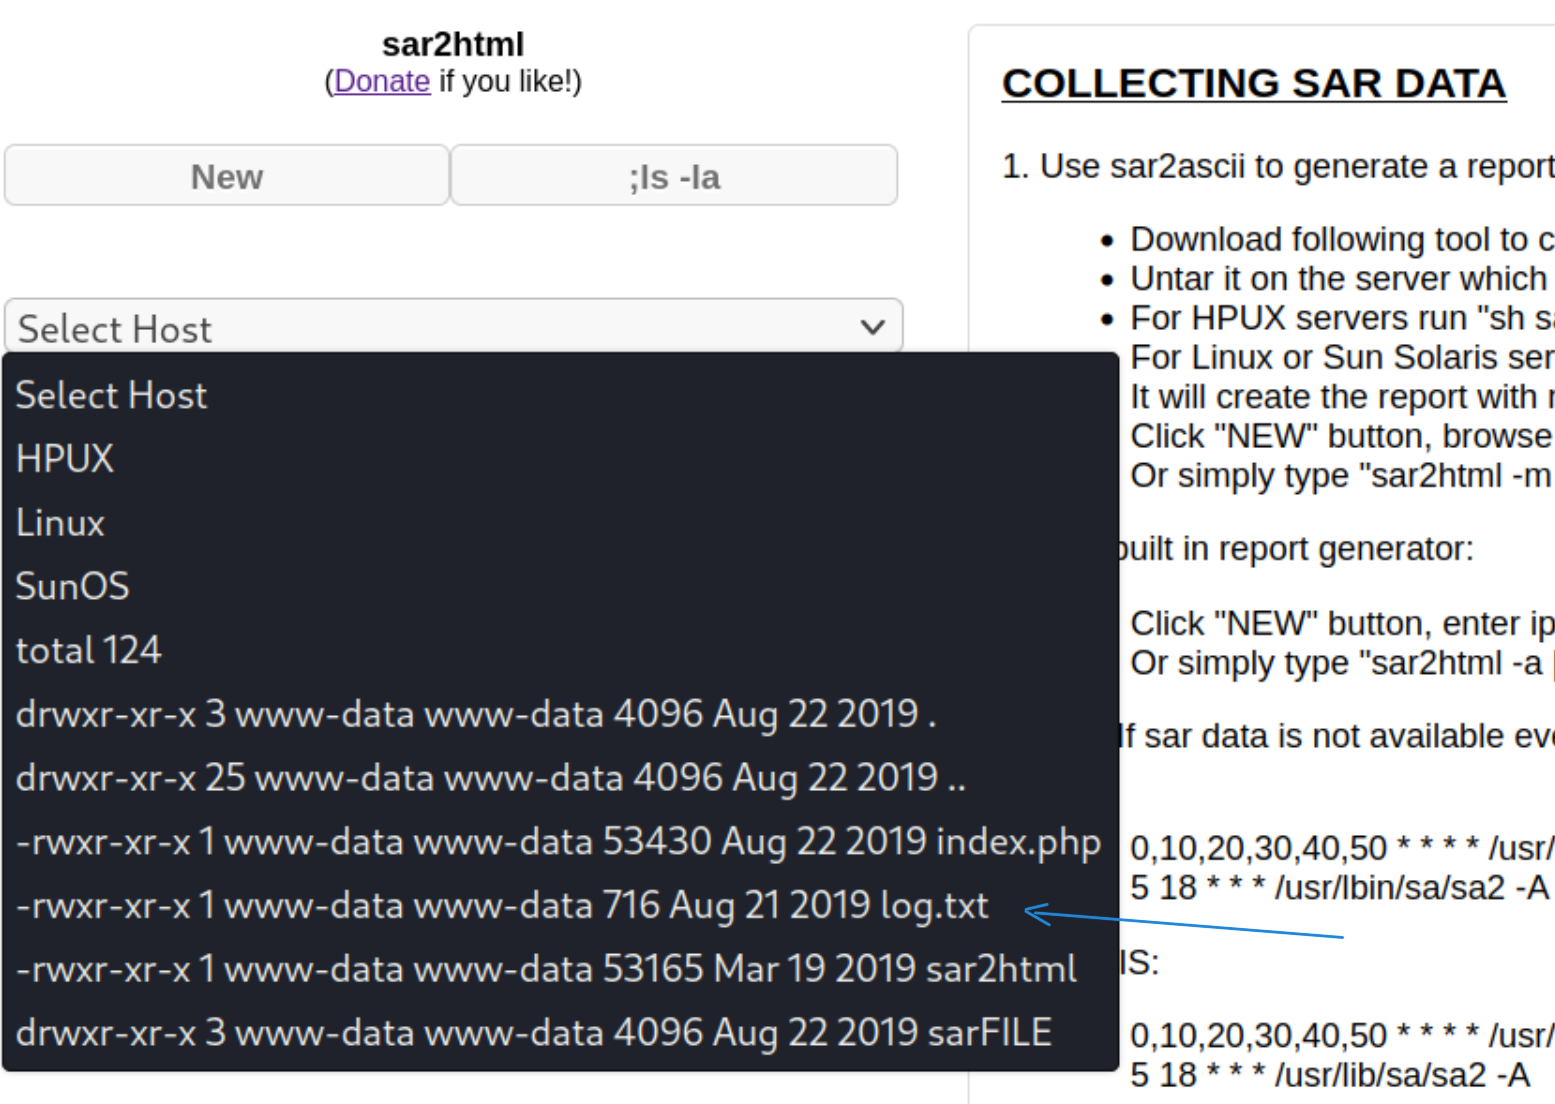 sar2html
(Donate if you like!)
New
;ls -la
Select Host
Select Host
HPUX
Linux
SunOS
total 124
drwxr-xr-x 3 www-data www-data 4096 Aug 22 2019 .
drwxr-xr-x 25 www-data www-data 4096 Aug 22 2019 ..
-rwxr-xr-x 1 www-data www-data 53430 Aug 22 2019 index.php
-rwxr-xr-x 1 www-data www-data 716 Aug 21 2019 log.txt
-rwxr-xr-x 1 www-data www-data 53165 Mar 19 2019 sar2html
drwxr-xr-x 3 www-data www-data 4096 Aug 22 2019 sarFILE
COLLECTING SAR DATA
1. Use sar2ascii to generate a report
Download following tool to c
Untar it on the server which
For HPUX servers run "sh sa
For Linux or Sun Solaris ser
It will create the report with
Click "NEW" button, browse
Or simply type "sar2html -m
built in report generator:
Click "NEW" button, enter ip
Or simply type "sar2html -a
If sar data is not available eve
0,10,20,30,40,50 * * * * /usr/
5 18 * * * /usr/lbin/sa/sa2 -A
IS:
0,10,20,30,40,50 * * * * /usr/
5 18 * * * /usr/lib/sa/sa2 -A